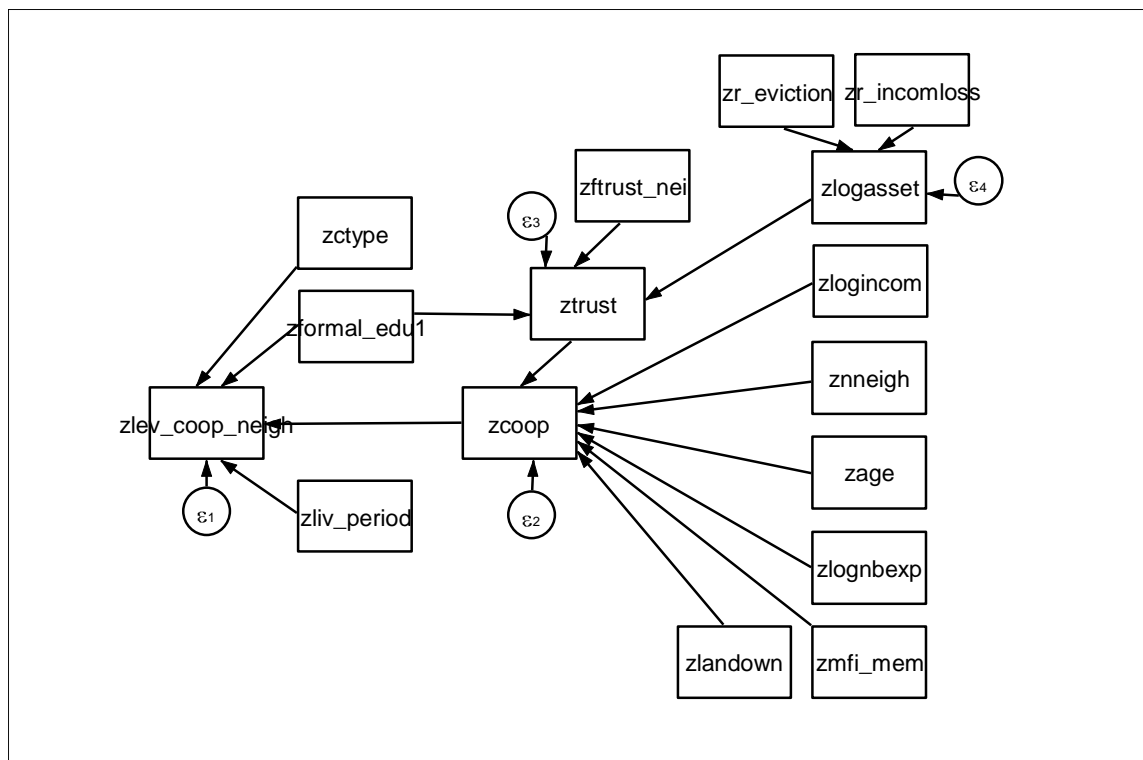 zr_eviction
zr_incomloss
zftrust_nei
zlogasset
ε4
zctype
ε3
zlogincom
zformal_edu1
ztrust
znneigh
zlev_coop_neigh
zcoop
zage
ε1
zliv_period
ε2
zlognbexp
zlandown
zmfi_mem